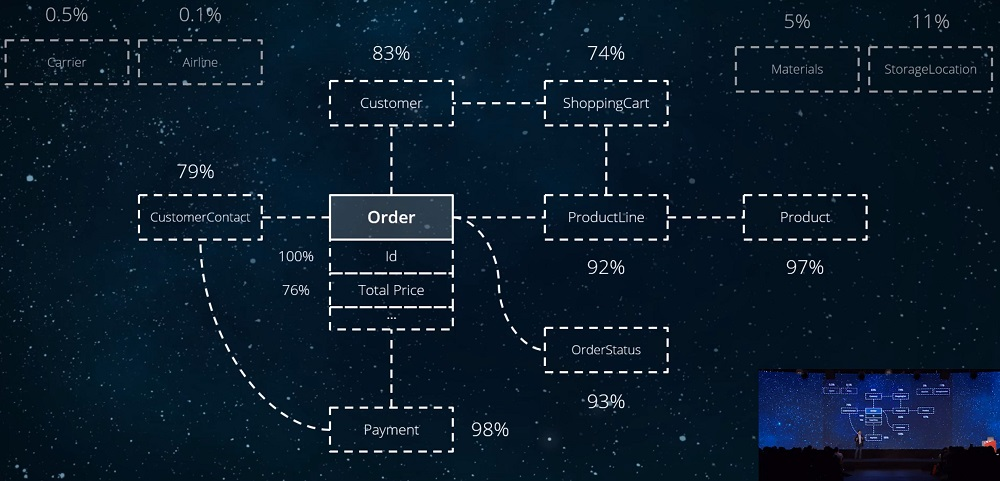 0.5%
0.1%
5%
11%
Carrier
Airline
83%
74%
Materials
StorageLocation
Customer
ShoppingCart
79%
CustomerContact
Order
ProductLine
Product
100%
Id
92%
97%
76%
Total Price
...
OrderStatus
93%
Payment
98%